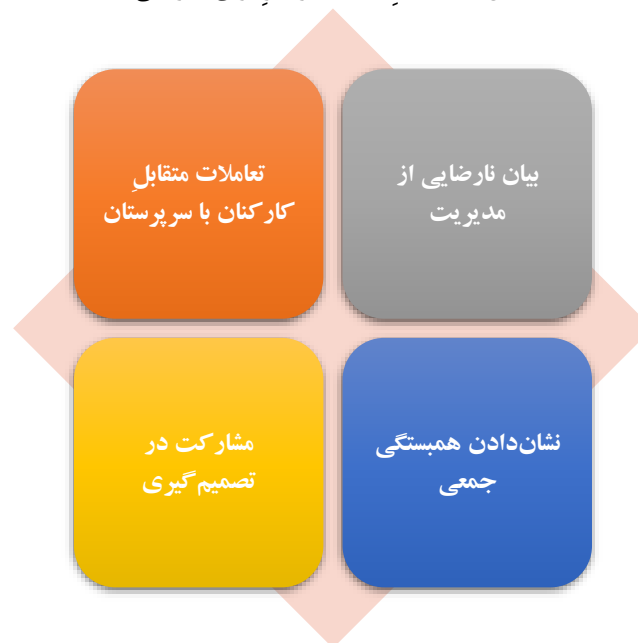 بیان نارضایی از
مدیریت
تعاملات متقابلِ
کارکنان با سرپرستان
نشان‌دادن همبستگی
جمعی
مشارکت در
تصمیم‌گیری